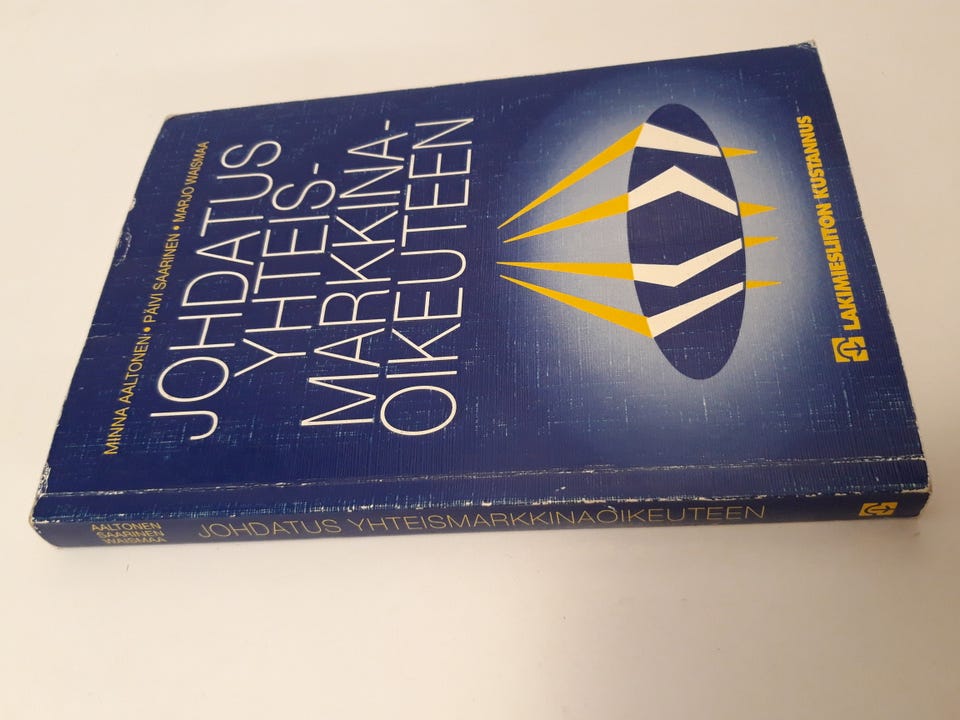 MINNA AALTONEN • PÄIVI SAARINEN • MARJO WAISMAA
JOHDATUS
YHTEIS-
MARKKINA-
OIKEUTEEN
LAKIMIESLIITON KUSTANNUS
AALTONEN
SAARINEN
WAISMAA
JOHDATUS YHTEISMARKKINAOIKEUTEEN